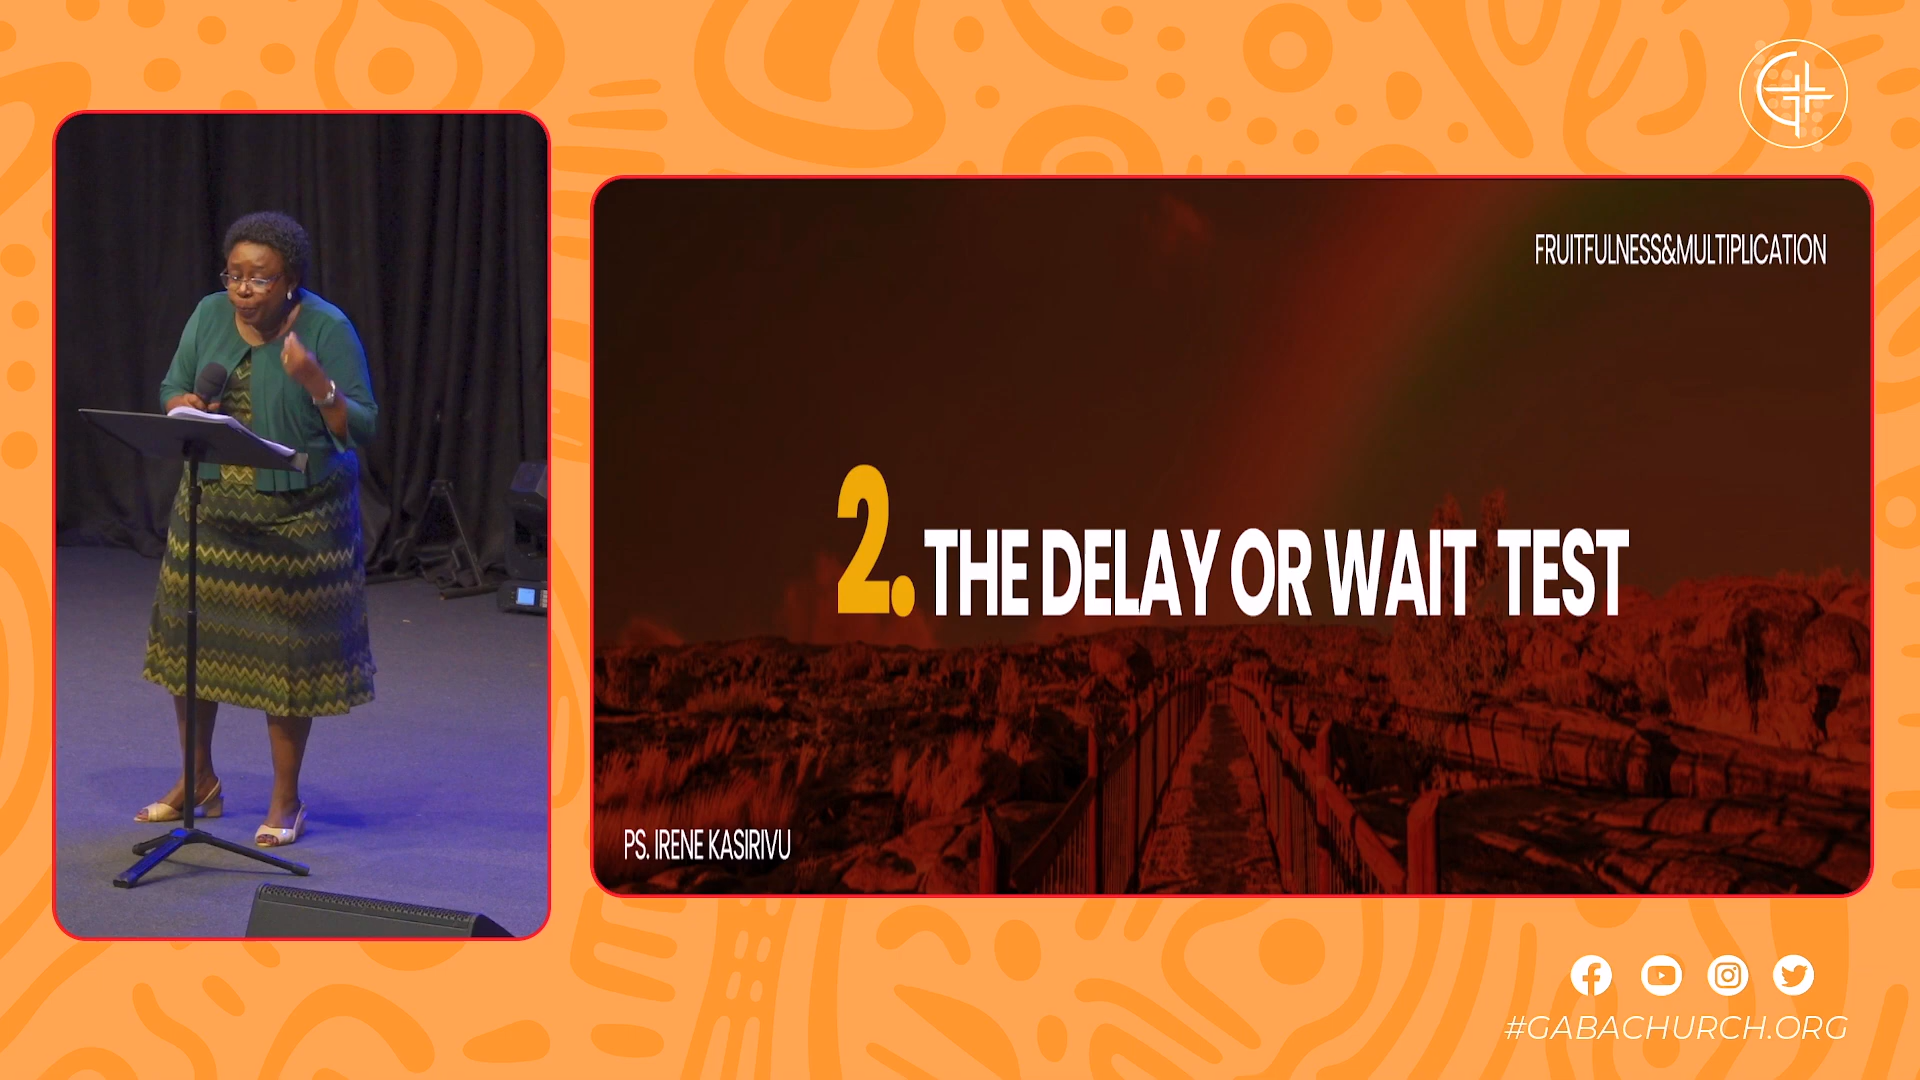 FRUITFULNESS&MULTIPLICATION
2. THE DELAY OR WAIT TEST
PS. IRENE KASIRIVU
#GABACHURCH.ORG